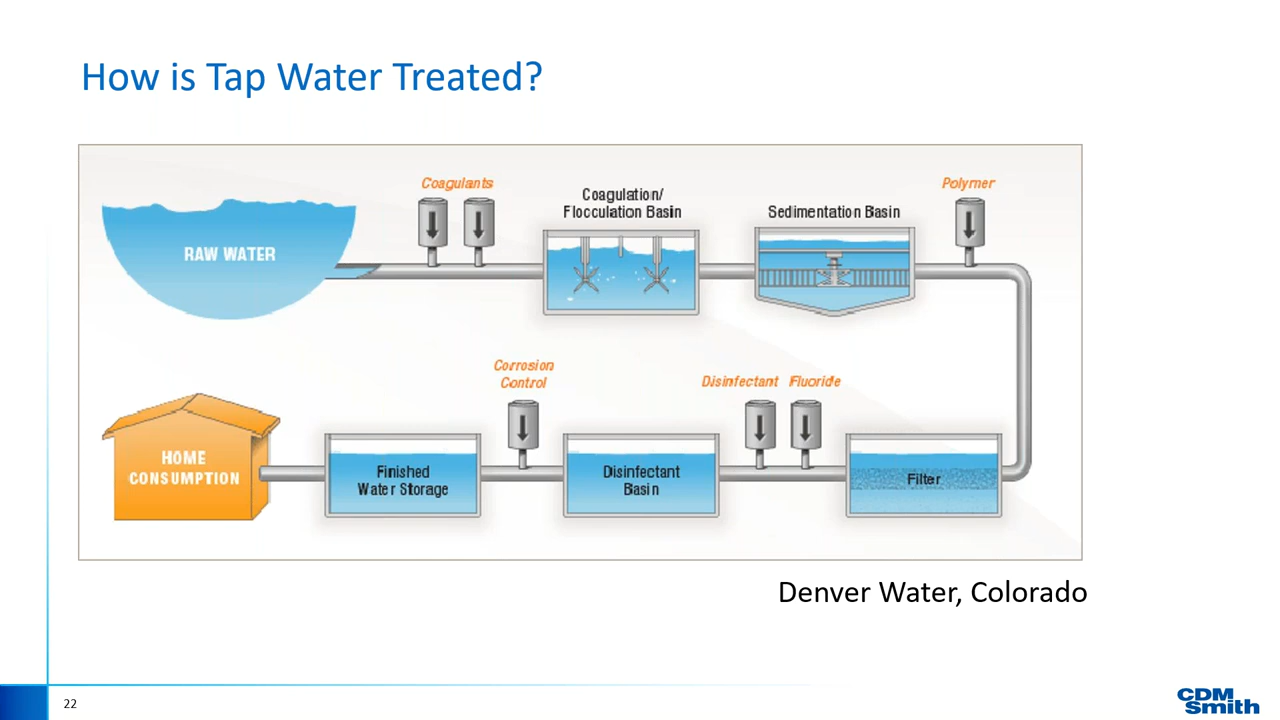 How is Tap Water Treated?
Coagulants
Coagulation/
Flocculation Basin
Sedimentation Basin
Polymer
RAW WATER
Corrosion
Control
Disinfectant
Fluoride
HOME
CONSUMPTION
Finished
Water Storage
Disinfectant
Basin
Filter
Denver Water, Colorado
22
CDM
Smith